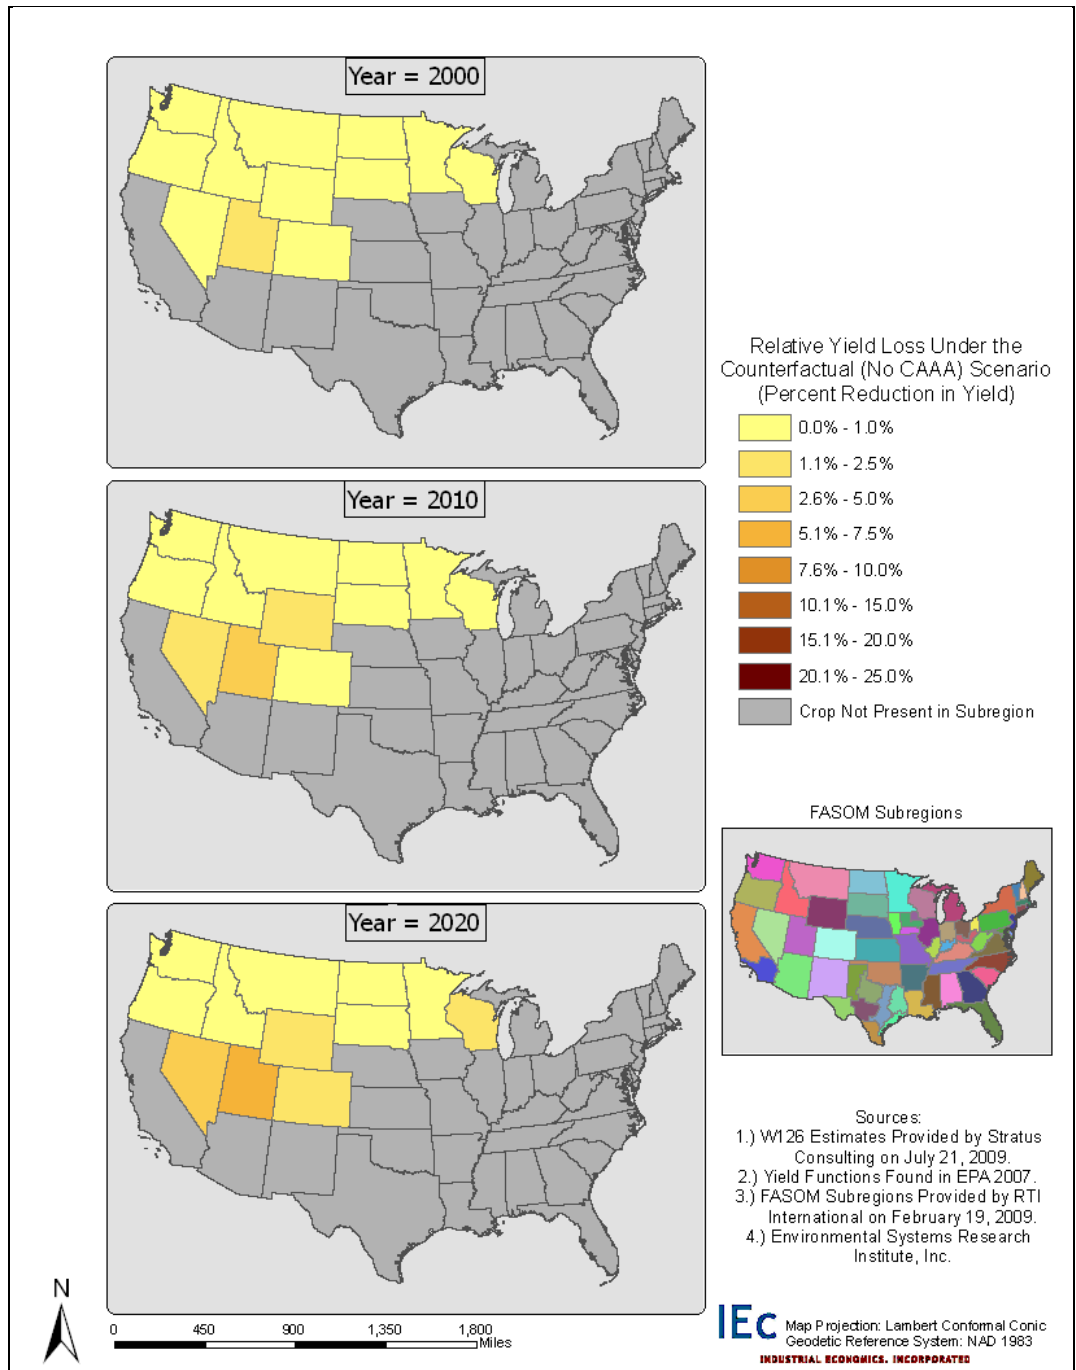 Year = 2000
Relative Yield Loss Under the
Counterfactual (No CAAA) Scenario
(Percent Reduction in Yield)
0.0% - 1.0%
1.1% - 2.5%
2.6% - 5.0%
5.1% - 7.5%
7.6% - 10.0%
10.1% - 15.0%
15.1% - 20.0%
20.1% - 25.0%
Crop Not Present in Subregion
Year = 2010
FASOM Subregions
Year = 2020
Sources:
1.) W126 Estimates Provided by Stratus
Consulting on July 21, 2009.
2.) Yield Functions Found in EPA 2007.
3.) FASOM Subregions Provided by RTI
International on February 19, 2009.
4.) Environmental Systems Research
Institute, Inc.
N
0 450 900 1,350 1,800
Miles
IEc
Map Projection: Lambert Conformal Conic
Geodetic Reference System: NAD 1983
INDUSTRIAL ECONOMICS, INCORPORATED